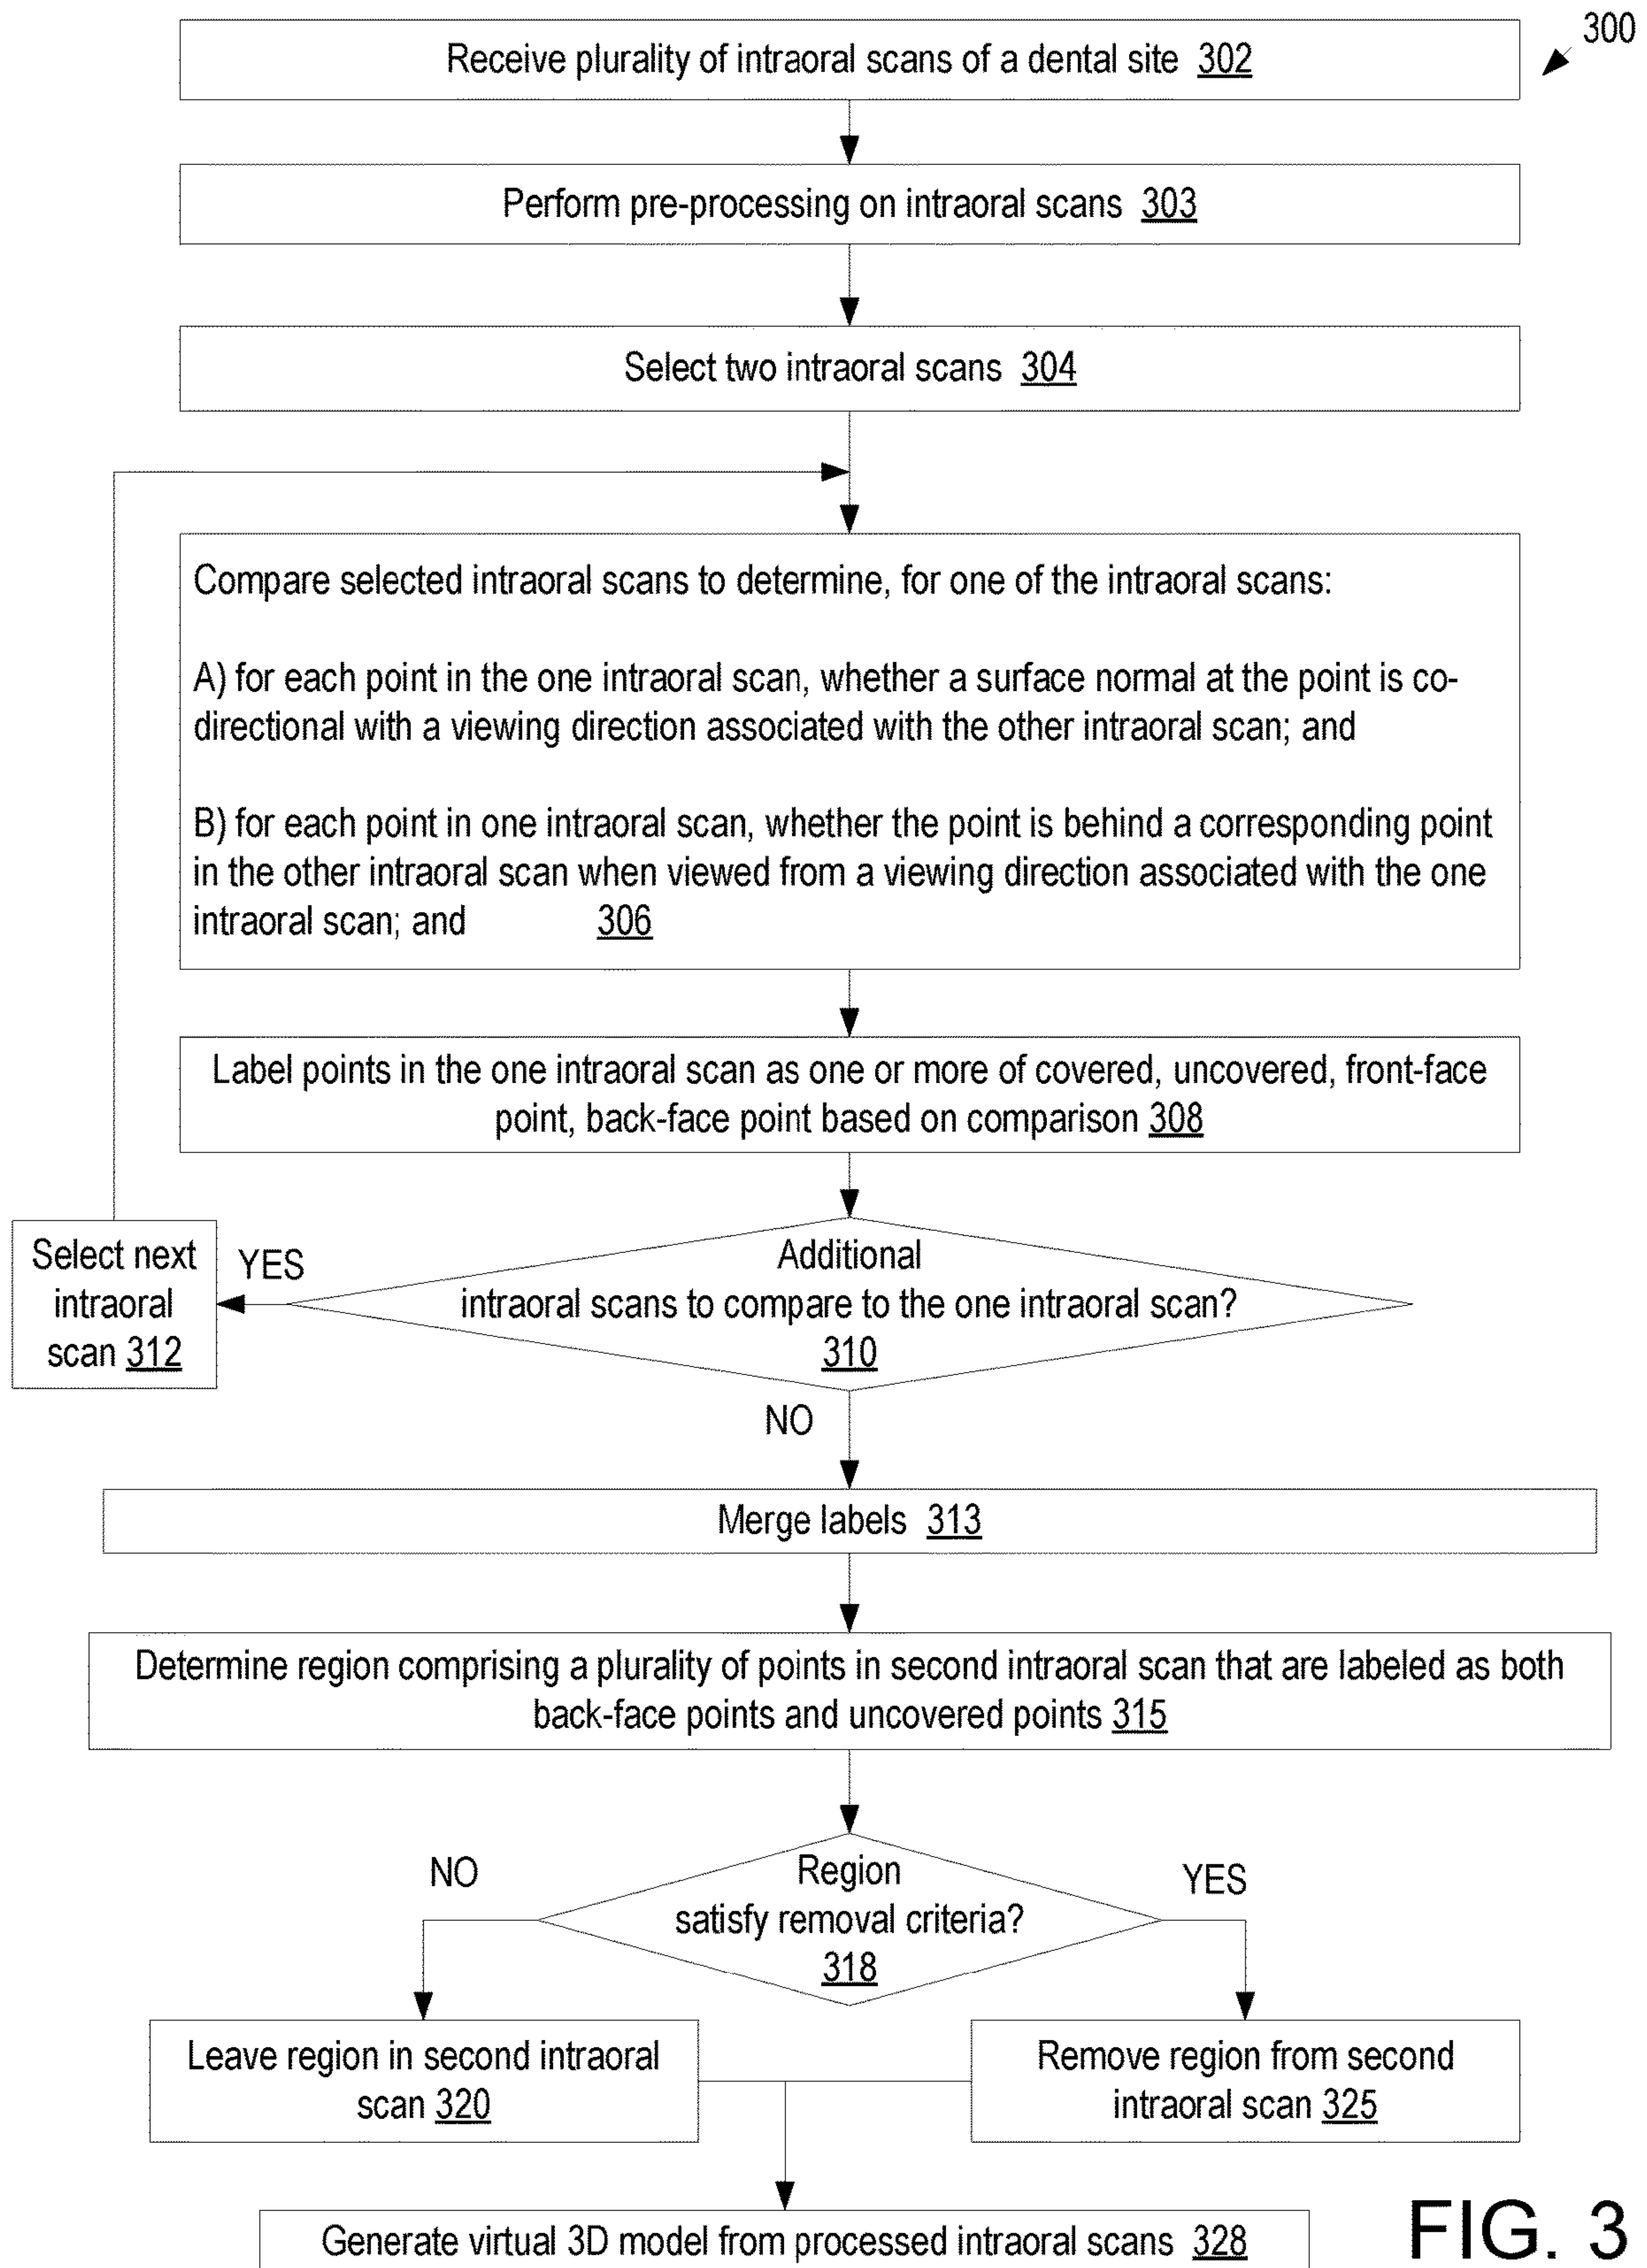 300
Receive plurality of intraoral scans of a dental site 302
Perform pre-processing on intraoral scans 303
Select two intraoral scans 304
Compare selected intraoral scans to determine, for one of the intraoral scans:
A) for each point in the one intraoral scan, whether a surface normal at the point is co-
directional with a viewing direction associated with the other intraoral scan; and
B) for each point in one intraoral scan, whether the point is behind a corresponding point
in the other intraoral scan when viewed from a viewing direction associated with the one
intraoral scan; and 306
Label points in the one intraoral scan as one or more of covered, uncovered, front-face
point, back-face point based on comparison 308
Additional
intraoral scans to compare to the one intraoral scan?
310
YES
Select next
intraoral
scan 312
NO
Merge labels 313
Determine region comprising a plurality of points in second intraoral scan that are labeled as both
back-face points and uncovered points 315
Region
satisfy removal criteria?
318
NO
YES
Leave region in second intraoral
scan 320
Remove region from second
intraoral scan 325
Generate virtual 3D model from processed intraoral scans 328
FIG. 3